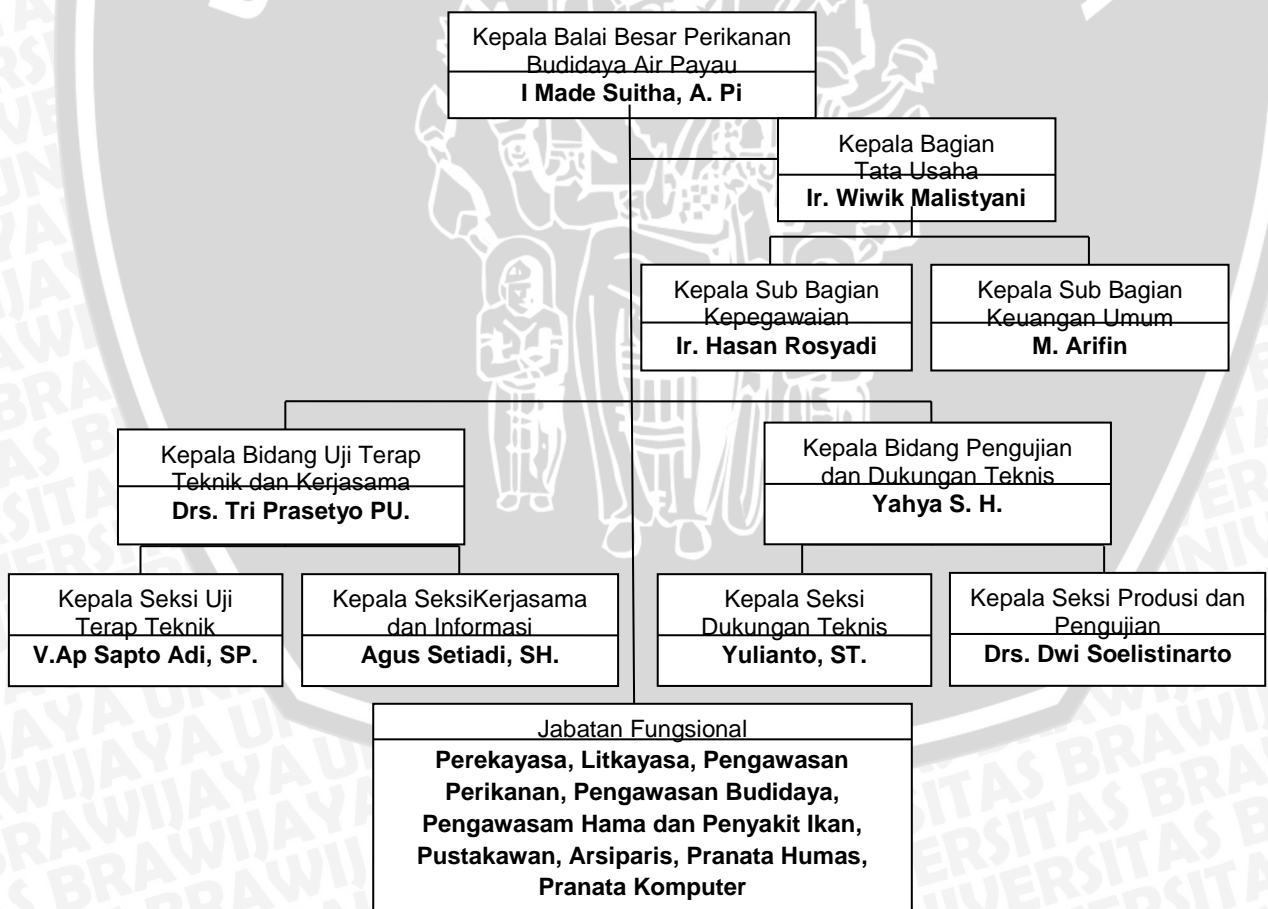 Kepala Balai Besar Perikanan
Budidaya Air Payau
I Made Suitha, A. Pi
Kepala Bagian
Tata Usaha
Ir. Wiwik Malistyani
Kepala Sub Bagian
Kepegawaian
Ir. Hasan Rosyadi
Kepala Sub Bagian
Keuangan Umum
M. Arifin
Kepala Bidang Uji Terap
Teknik dan Kerjasama
Drs. Tri Prasetyo PU.
Kepala Bidang Pengujian
dan Dukungan Teknis
Yahya S. H.
Kepala Seksi Uji
Terap Teknik
V.Ap Sapto Adi, SP.
Kepala SeksiKerjasama
dan Informasi
Agus Setiadi, SH.
Kepala Seksi
Dukungan Teknis
Yulianto, ST.
Kepala Seksi Produsi dan
Pengujian
Drs. Dwi Soelistinarto
Jabatan Fungsional
Perekayasa, Litkayasa, Pengawasan
Perikanan, Pengawasan Budidaya,
Pengawasam Hama dan Penyakit Ikan,
Pustakawan, Arsiparis, Pranata Humas,
Pranata Komputer